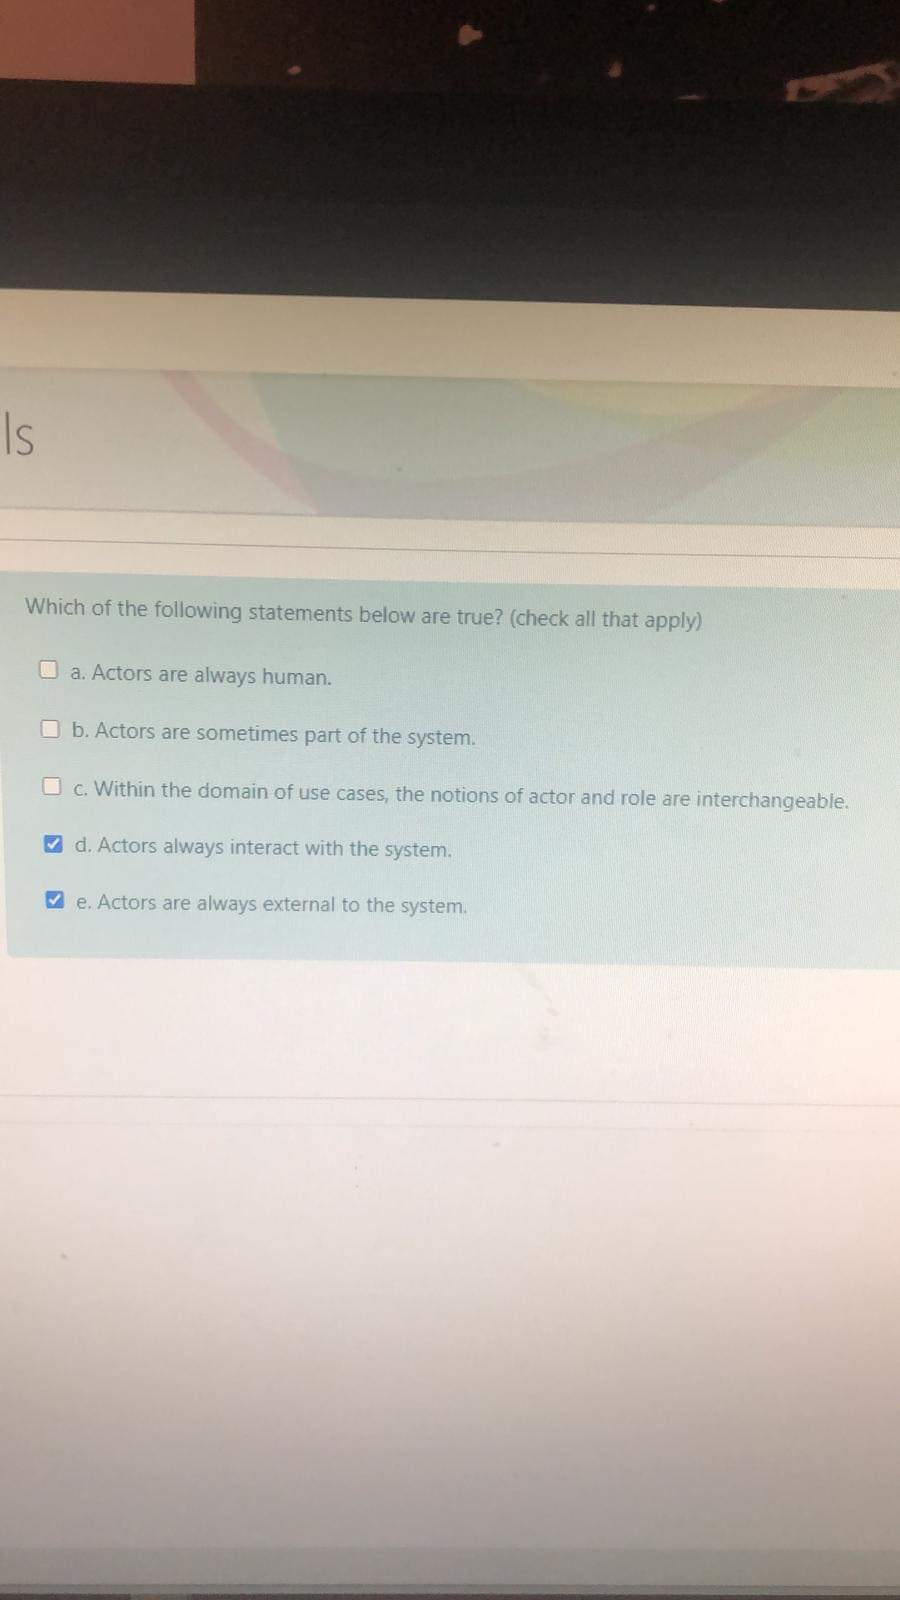 ls
Which of the following statements below are true? (check all that apply)
a. Actors are always human.
b. Actors are sometimes part of the system.
c. Within the domain of use cases, the notions of actor and role are interchangeable.
d. Actors always interact with the system.
e. Actors are always external to the system.